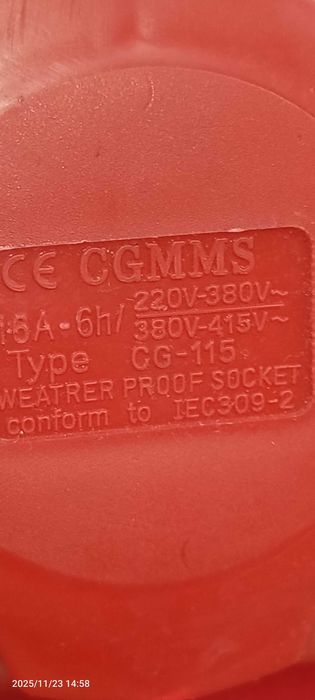 CE CGMMS
16A-6h/ 220V-380V~
380V-415V~
Type CG-115
WEATRER PROOF SOCKET
conform to IEC309-2
2025/11/23 14:58